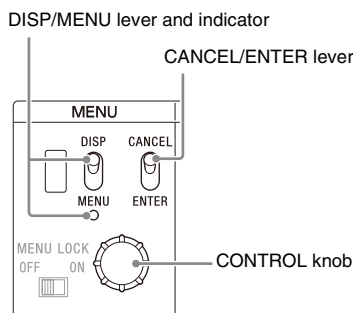 DISP/MENU lever and indicator
CANCEL/ENTER lever
MENU
DISP CANCEL
MENU ENTER
MENU LOCK
OFF ON
CONTROL knob